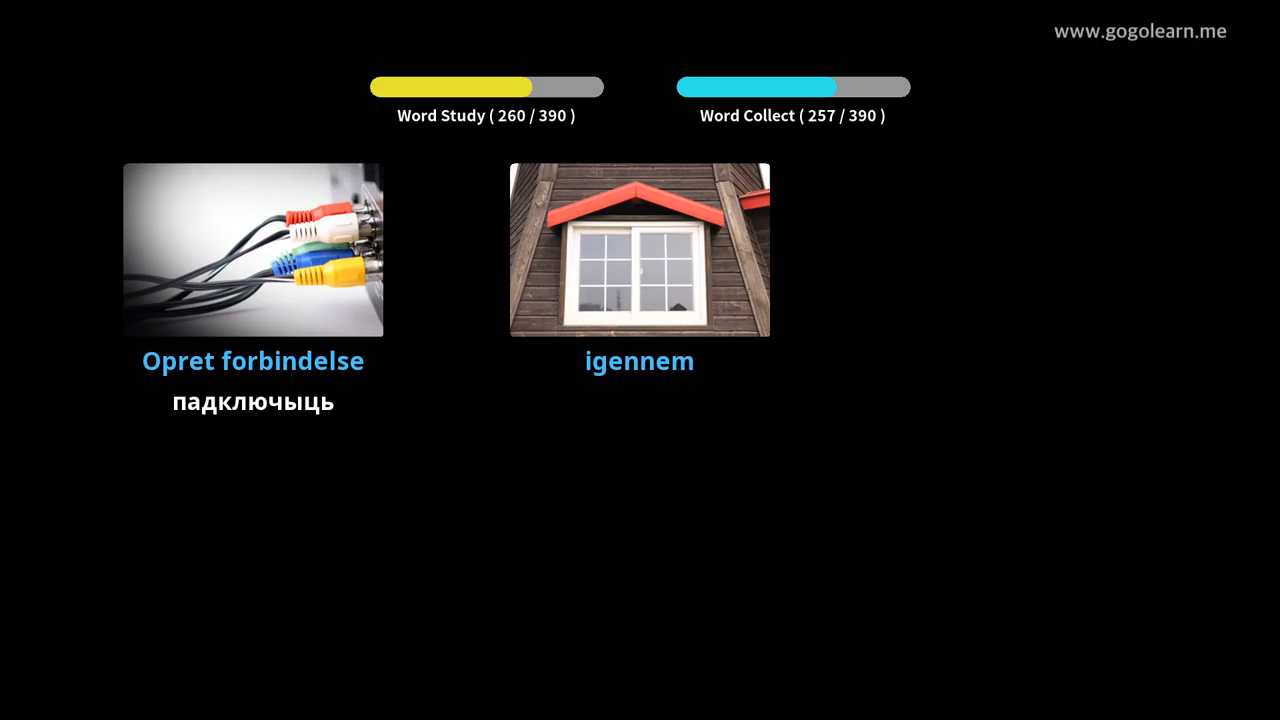 www.gogolearn.me
Word Study ( 260 / 390 )
Word Collect ( 257 / 390 )
Opret forbindelse
igennem
падключыць